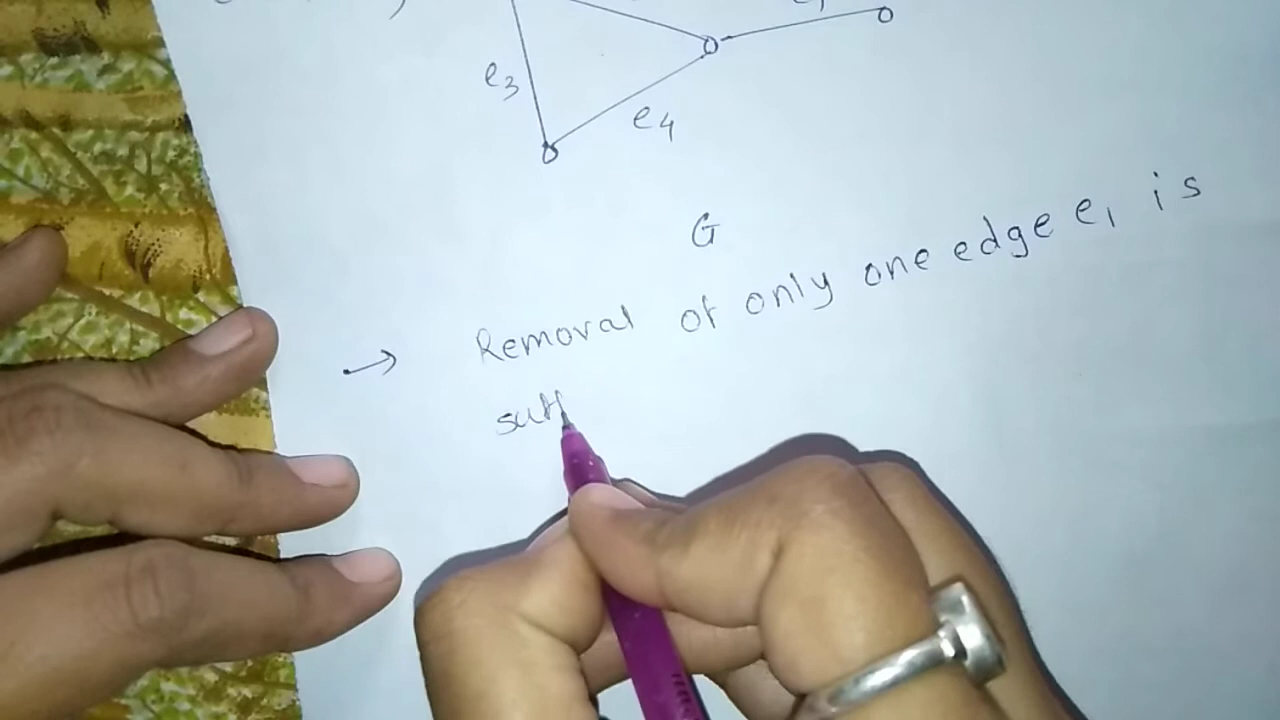 e3
e4
G
→ Removal of only one edge e1 is
suff